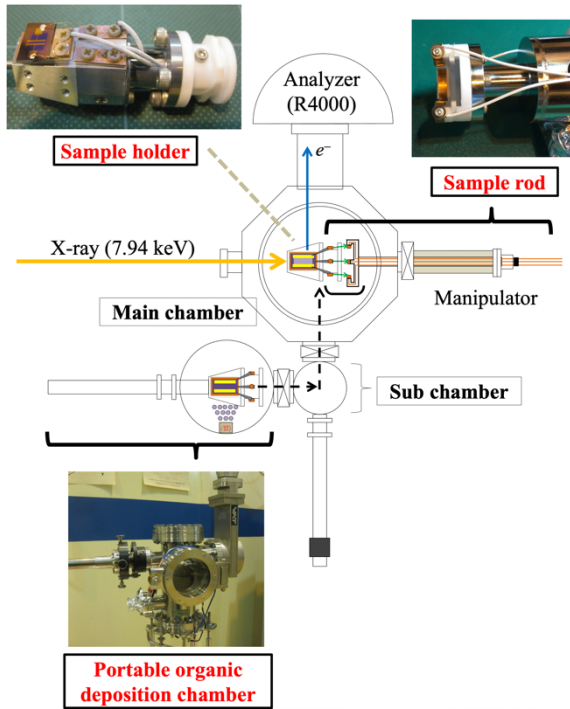 Analyzer
(R4000)
Sample holder
e⁻
Sample rod
X-ray (7.94 keV)
Manipulator
Main chamber
Sub chamber
Portable organic
deposition chamber